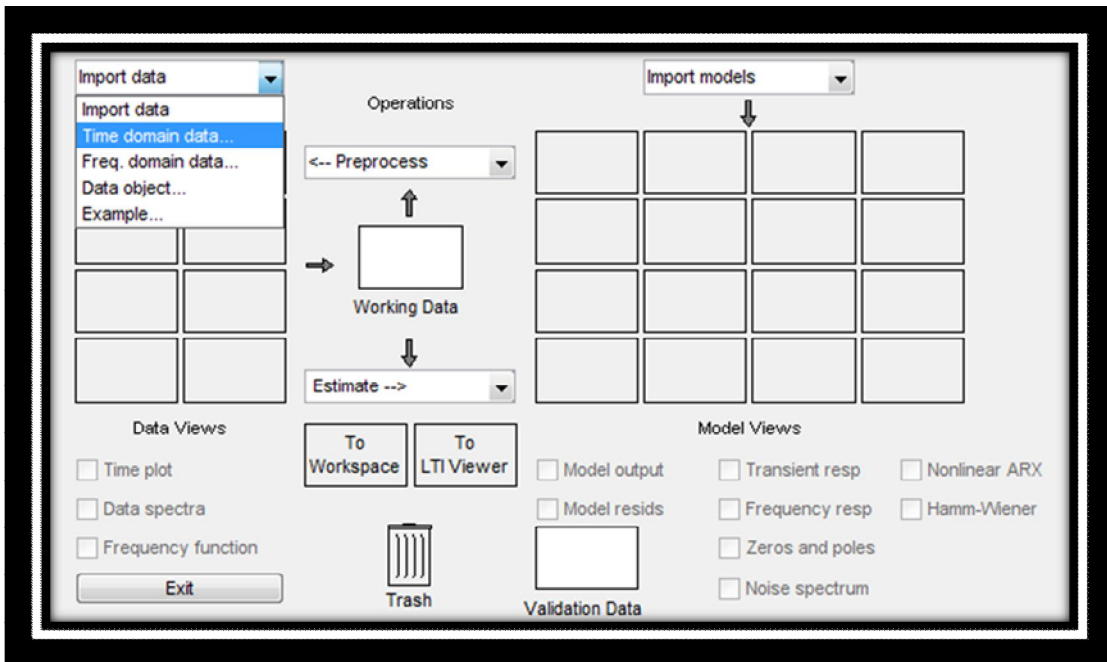 Import data
Import data
Time domain data...
Freq. domain data...
Data object...
Example...
Operations
<-- Preprocess
Working Data
Estimate -->
To
Workspace
To
LTI Viewer
Import models
Data Views
Time plot
Data spectra
Frequency function
Exit
Trash
Validation Data
Model Views
Model output
Model resids
Transient resp
Frequency resp
Zeros and poles
Noise spectrum
Nonlinear ARX
Hamm-Wiener